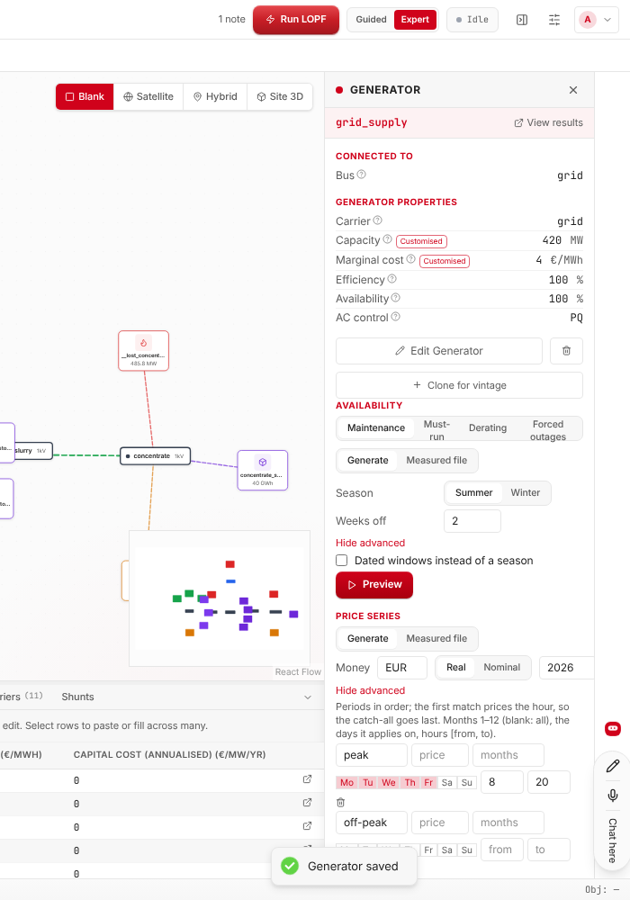 1 note
Run LOPF
Guided
Expert
Idle
A
Blank
Satellite
Hybrid
Site 3D
GENERATOR
grid_supply
View results
CONNECTED TO
Bus
grid
GENERATOR PROPERTIES
Carrier
grid
Capacity
Customised
420 MW
Marginal cost
Customised
4 €/MWh
Efficiency
100 %
Availability
100 %
AC control
PQ
Edit Generator
Clone for vintage
AVAILABILITY
Maintenance
Must-run
Derating
Forced outages
Generate
Measured file
Season
Summer
Winter
Weeks off
2
Hide advanced
Dated windows instead of a season
Preview
PRICE SERIES
Generate
Measured file
Money
EUR
Real
Nominal
2026
Hide advanced
Periods in order; the first match prices the hour, so
the catch-all goes last. Months 1–12 (blank: all), the
days it applies on, hours [from, to).
peak
price
months
Mo Tu We Th Fr Sa Su
8
20
off-peak
price
months
Fr Sa Su
from
to
__lost_concent...
slurry 1kV
concentrate 1kV
concentrate_s...
React Flow
riers (11)
Shunts
edit. Select rows to paste or fill across many.
(€/MWH)
CAPITAL COST (ANNUALISED) (€/MW/YR)
0
0
0
0
0
Generator saved
Chat here
Obj: —